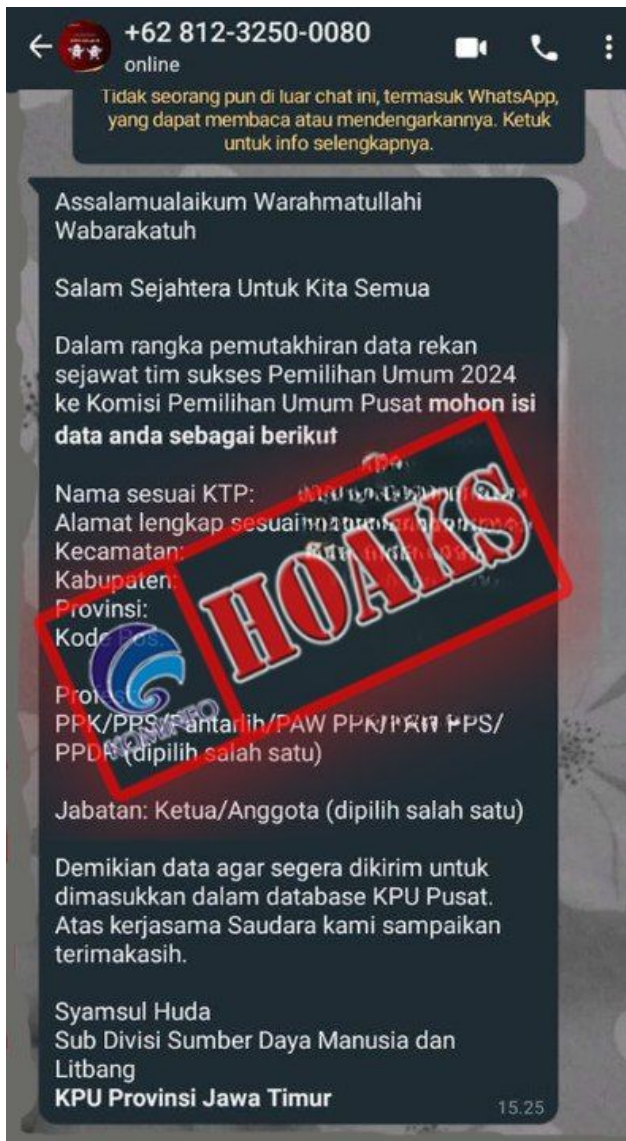 +62 812-3250-0080
online
Tidak seorang pun di luar chat ini, termasuk WhatsApp,
yang dapat membaca atau mendengarkannya. Ketuk
untuk info selengkapnya.
Assalamualaikum Warahmatullahi
Wabarakatuh
Salam Sejahtera Untuk Kita Semua
Dalam rangka pemutakhiran data rekan
sejawat tim sukses Pemilihan Umum 2024
ke Komisi Pemilihan Umum Pusat mohon isi
data anda sebagai berikut
Nama sesuai KTP:
Alamat lengkap sesuai
Kecamatan:
Kabupaten:
Provinsi:
Kode Pos:
HOAKS
KOMINFO
PPK/PPS/Pantarlih/PAW PPK/PAW PPS/
(dipilih salah satu)
Jabatan: Ketua/Anggota (dipilih salah satu)
Demikian data agar segera dikirim untuk
dimasukkan dalam database KPU Pusat.
Atas kerjasama Saudara kami sampaikan
terimakasih.
Syamsul Huda
Sub Divisi Sumber Daya Manusia dan
Litbang
KPU Provinsi Jawa Timur
15.25